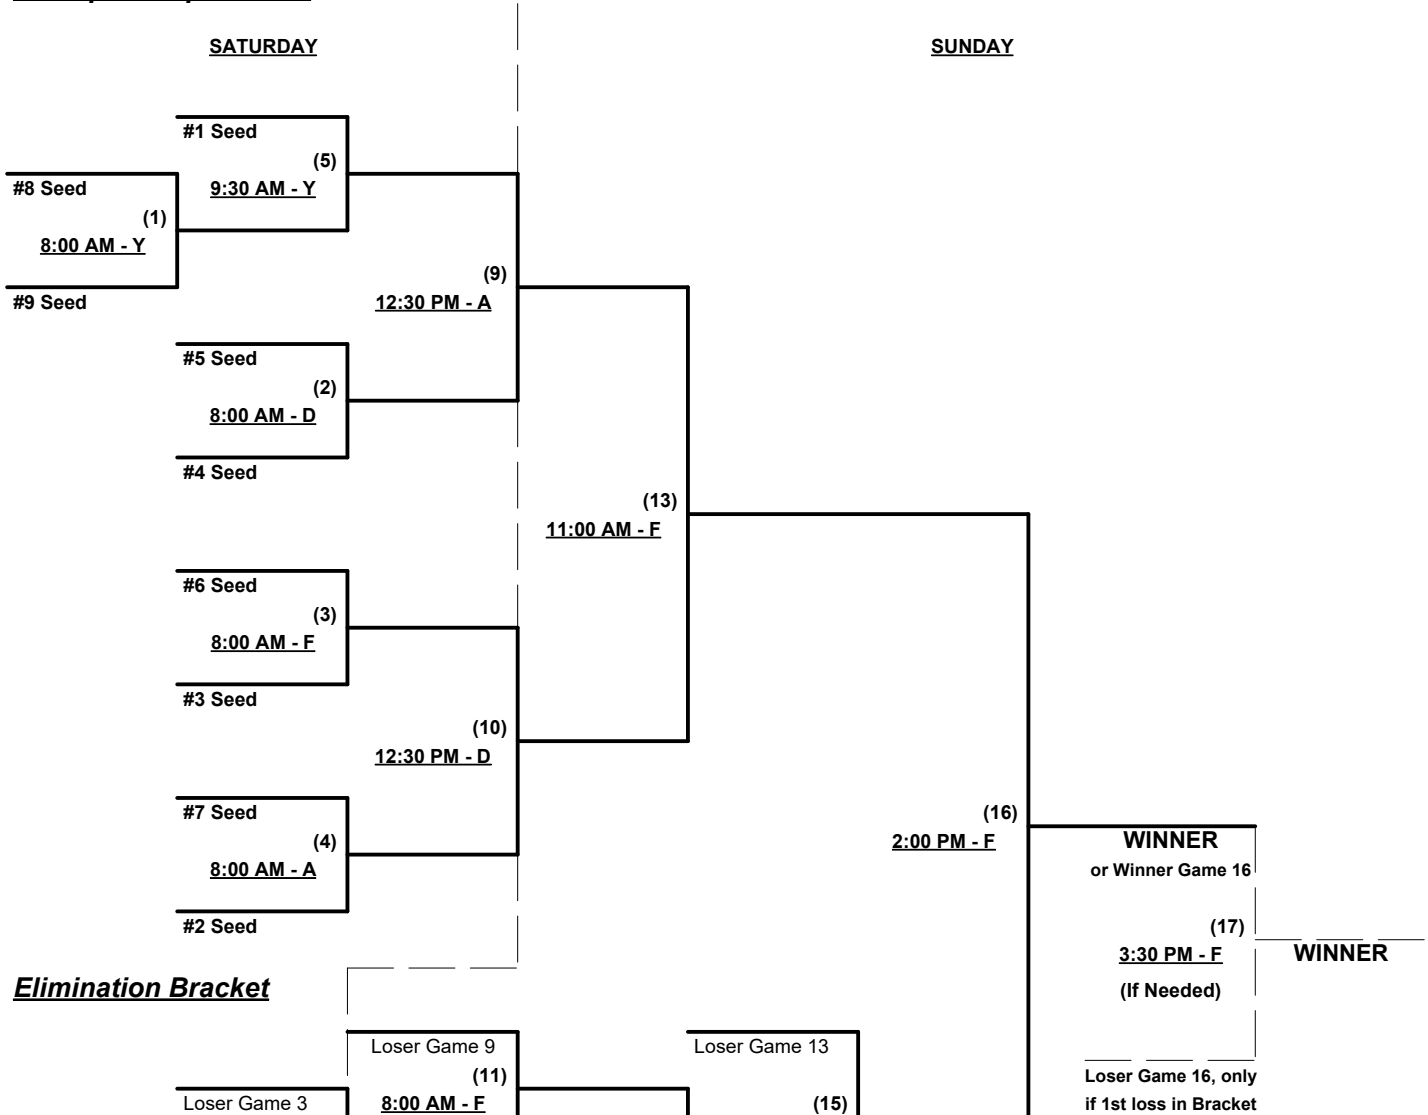 SATURDAY
SUNDAY
#1 Seed
(5)
9:30 AM - Y
#8 Seed
(1)
8:00 AM - Y
#9 Seed
(9)
12:30 PM - A
#5 Seed
(2)
8:00 AM - D
#4 Seed
(13)
11:00 AM - F
#6 Seed
(3)
8:00 AM - F
#3 Seed
(10)
12:30 PM - D
#7 Seed
(4)
8:00 AM - A
#2 Seed
(16)
2:00 PM - F
WINNER
or Winner Game 16
(17)
3:30 PM - F
(If Needed)
WINNER
Elimination Bracket
Loser Game 9
(11)
8:00 AM - F
Loser Game 3
Loser Game 13
(15)
Loser Game 16, only
if 1st loss in Bracket